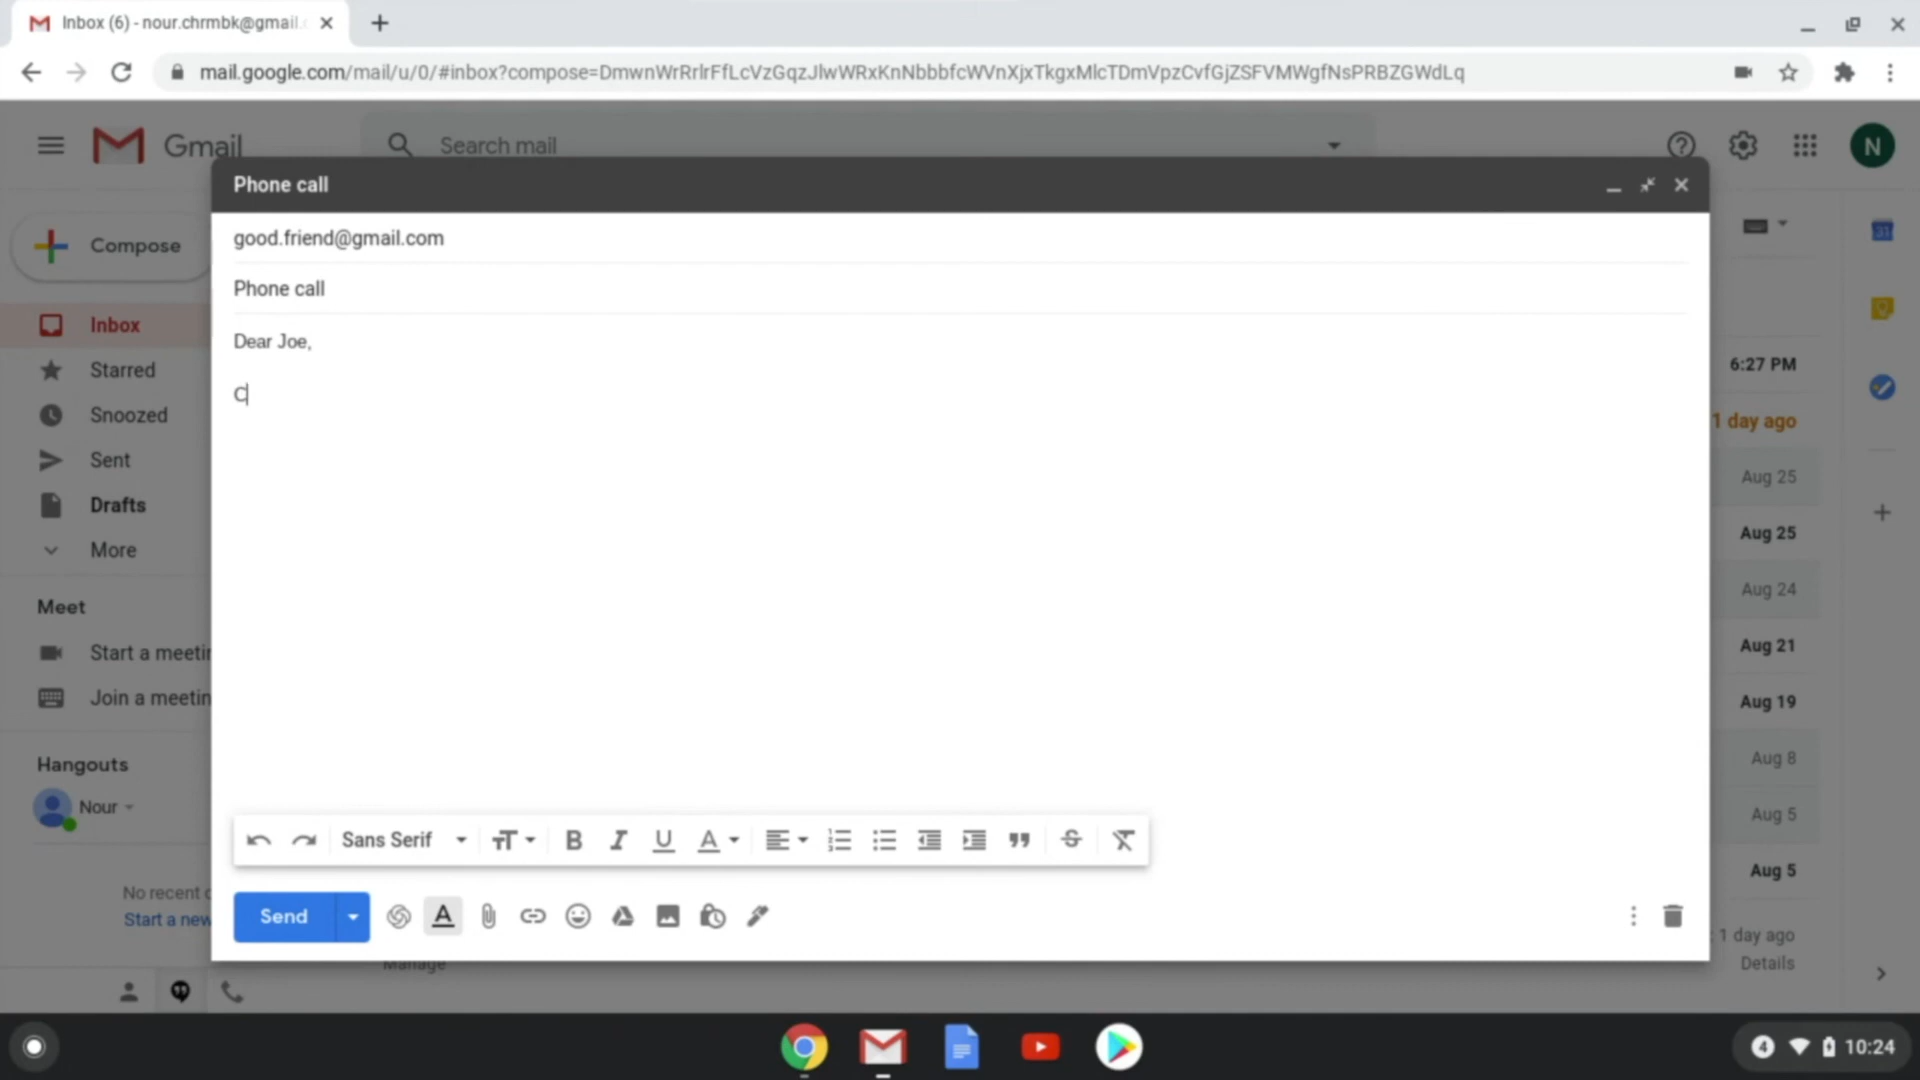 Inbox (6) - nour.chrmbk@gmail.c
mail.google.com/mail/u/0/#inbox?compose=DmwnWrRrlrFfLcVzGqzJlwWRxKnNbbbfcWVnXjxTkgxMlcTDmVpzCvfGjZSFVMWgfNsPRBZGWdLq
Gmail
Search mail
N
Phone call
good.friend@gmail.com
Phone call
Dear Joe,
C
Compose
Inbox
Starred
Snoozed
Sent
Drafts
More
Meet
Start a meetin
Join a meetin
Hangouts
Nour
No recent c
Start a new
31
6:27 PM
1 day ago
Aug 25
Aug 25
Aug 24
Aug 21
Aug 19
Aug 8
Aug 5
Aug 5
Sans Serif
Send
: 1 day ago
Manage
Details
4
10:24